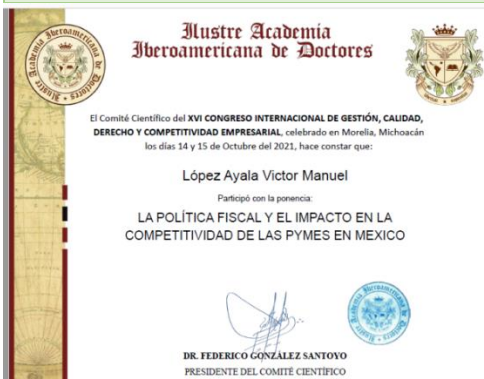 Ilustre Academia
Iberoamericana de Doctores
El Comité Científico del XVI CONGRESO INTERNACIONAL DE GESTIÓN, CALIDAD,
DERECHO Y COMPETITIVIDAD EMPRESARIAL, celebrado en Morelia, Michoacán
los días 14 y 15 de Octubre del 2021, hace constar que:
López Ayala Victor Manuel
Participó con la ponencia:
LA POLÍTICA FISCAL Y EL IMPACTO EN LA
COMPETITIVIDAD DE LAS PYMES EN MEXICO
DR. FEDERICO GONZÁLEZ SANTOYO
PRESIDENTE DEL COMITÉ CIENTÍFICO